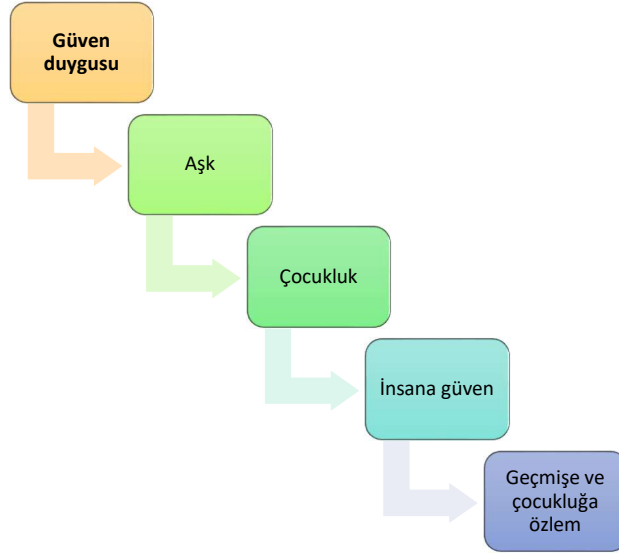 Güven
duygusu
Aşk
Çocukluk
İnsana güven
Geçmişe ve
çocukluğa
özlem